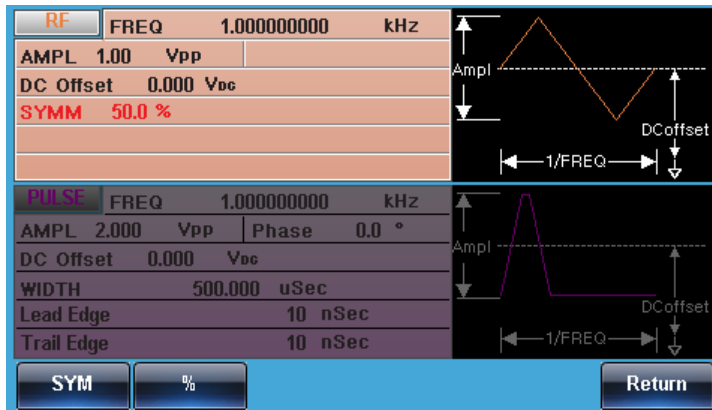 RF FREQ 1.000000000 kHz
AMPL 1.00 Vpp
DC Offset 0.000 VDC
SYMM 50.0 %
Ampl
DCoffset
1/FREQ
PULSE FREQ 1.000000000 kHz
AMPL 2.000 Vpp Phase 0.0 °
DC Offset 0.000 VDC
WIDTH 500.000 uSec
Lead Edge 10 nSec
Trail Edge 10 nSec
Ampl
DCoffset
1/FREQ
SYM % Return